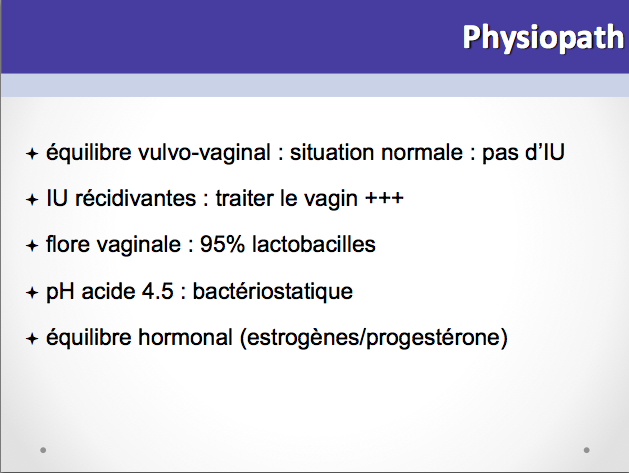 Physiopath
équilibre vulvo-vaginal : situation normale : pas d’IU
IU récidivantes : traiter le vagin +++
flore vaginale : 95% lactobacilles
pH acide 4.5 : bactériostatique
équilibre hormonal (estrogènes/progestérone)